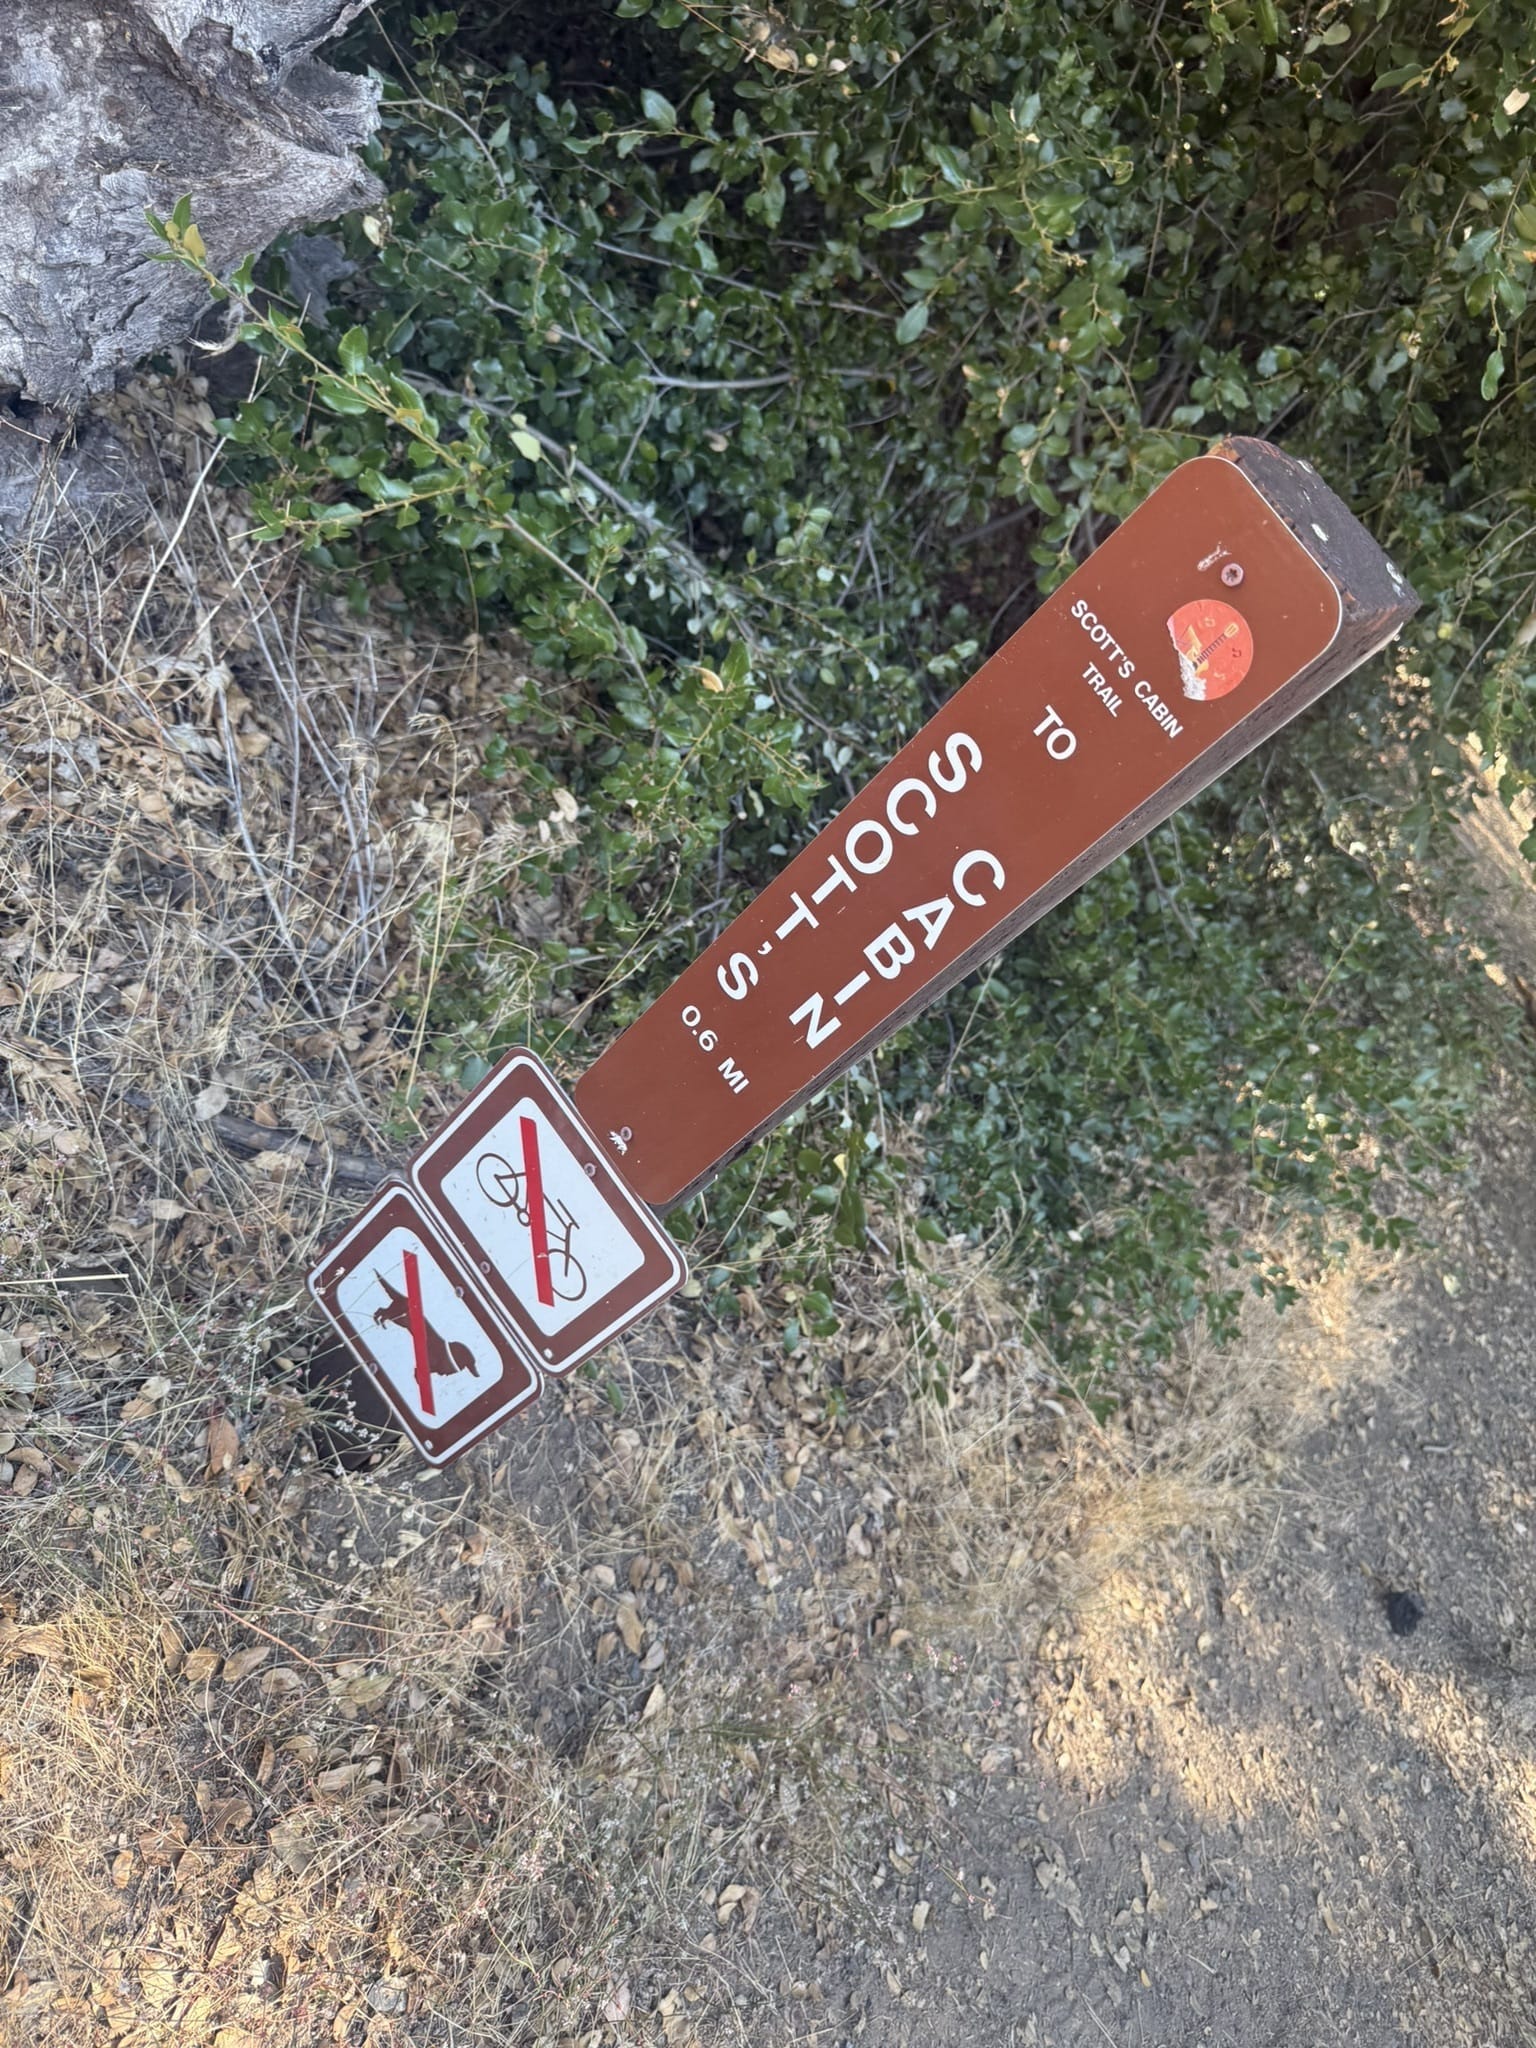 SCOTT'S CABIN
TRAIL
TO
SCOTT'S
CABIN
0.6 MI